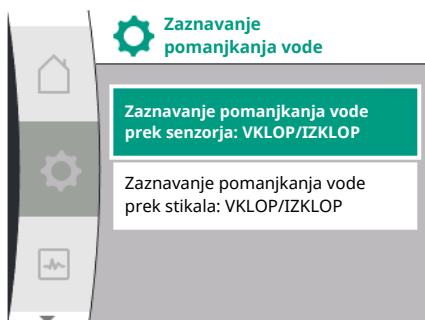 Zaznavanje
pomanjkanja vode
Zaznavanje pomanjkanja vode
prek senzorja: VKLOP/IZKLOP
Zaznavanje pomanjkanja vode
prek stikala: VKLOP/IZKLOP